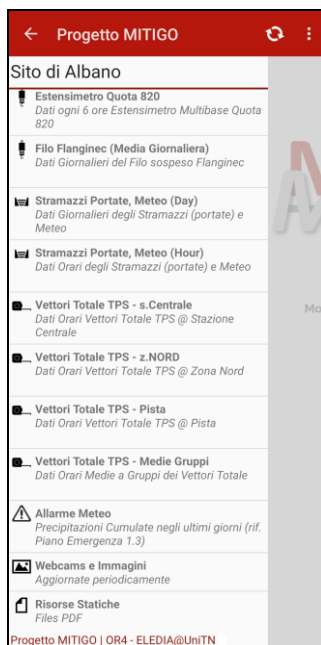 Progetto MITIGO
Sito di Albano
Estensimetro Quota 820
Dati ogni 6 ore Estensimetro Multibase Quota
820
Filo Flanginec (Media Giornaliera)
Dati Giornalieri del Filo sospeso Flanginec
Stramazzi Portate, Meteo (Day)
Dati Giornalieri degli Stramazzi (portate) e
Meteo
Stramazzi Portate, Meteo (Hour)
Dati Orari degli Stramazzi (portate) e Meteo
Vettori Totale TPS - s.Centrale
Dati Orari Vettori Totale TPS @ Stazione
Centrale
Vettori Totale TPS - z.NORD
Dati Orari Vettori Totale TPS @ Zona Nord
Vettori Totale TPS - Pista
Dati Orari Vettori Totale TPS @ Pista
Vettori Totale TPS - Medie Gruppi
Dati Orari Medie a Gruppi dei Vettori Totale
Allarme Meteo
Precipitazioni Cumulate negli ultimi giorni (rif.
Piano Emergenza 1.3)
Webcams e Immagini
Aggiornate periodicamente
Risorse Statiche
Files PDF
Progetto MITIGO | OR4 - ELEDIA@UniTN